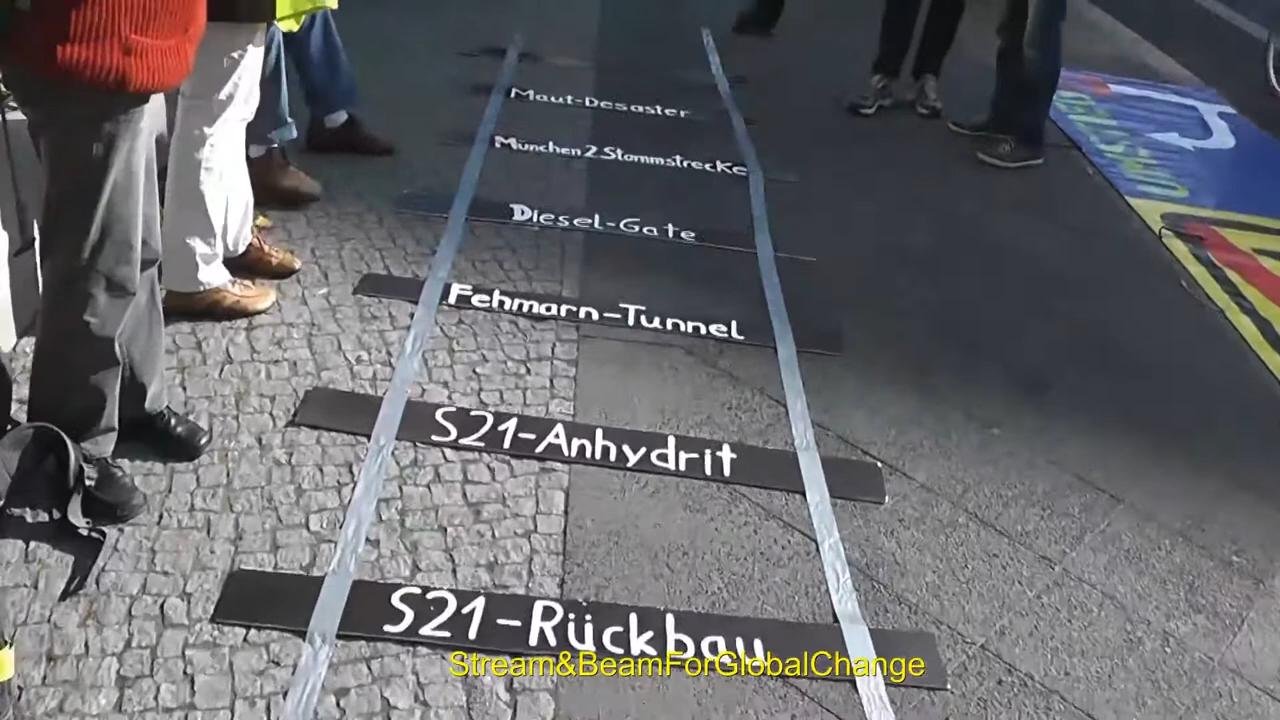 Maut-Desaster
München 2.Stammstrecke
Diesel-Gate
Fehmarn-Tunnel
S21-Anhydrit
S21-Rückbau
Stream&BeamForGlobalChange